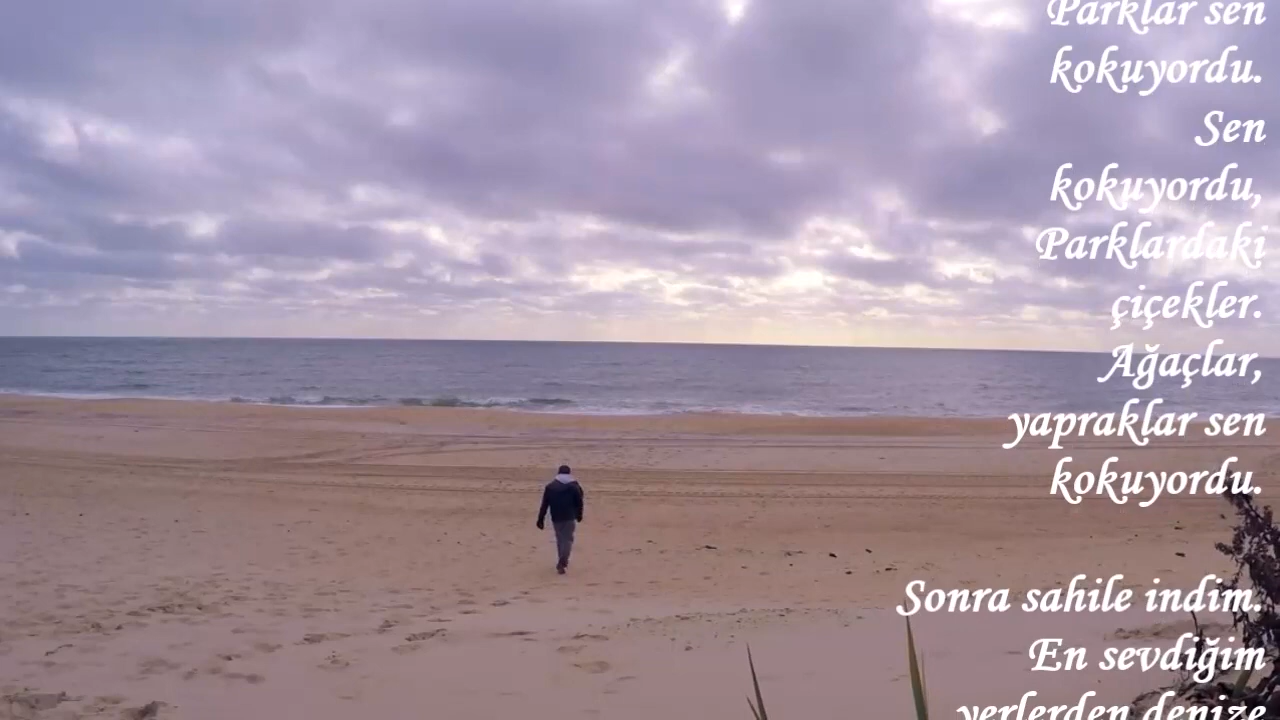 Parklar sen
kokuyordu.
Sen
kokuyordu,
Parklardaki
çiçekler.
Ağaçlar,
yapraklar sen
kokuyordu.
Sonra sahile indim.
En sevdiğim
yerlerden denize